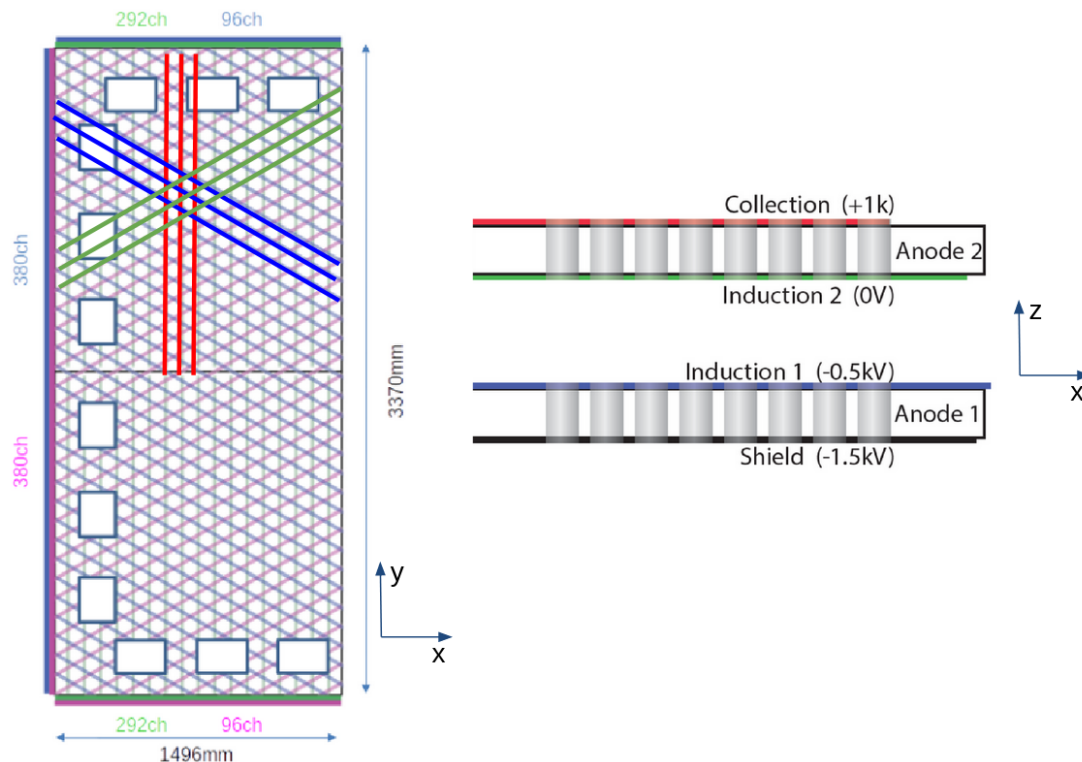 292ch 96ch
380ch
380ch
3370mm
292ch 96ch
1496mm
y
x
Collection (+1k)
Anode 2
Induction 2 (0V)
Induction 1 (-0.5kV)
Anode 1
Shield (-1.5kV)
z
x